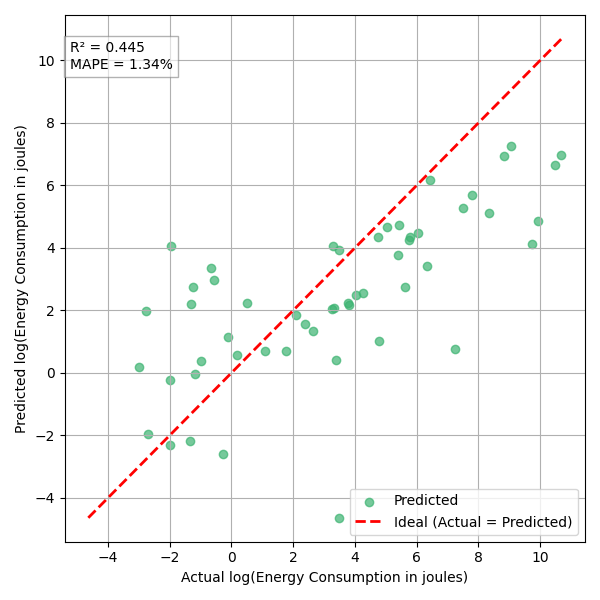 R² = 0.445
MAPE = 1.34%
10
8
6
4
2
0
−2
−4
Predicted log(Energy Consumption in joules)
Predicted
Ideal (Actual = Predicted)
−4 −2 0 2 4 6 8 10
Actual log(Energy Consumption in joules)